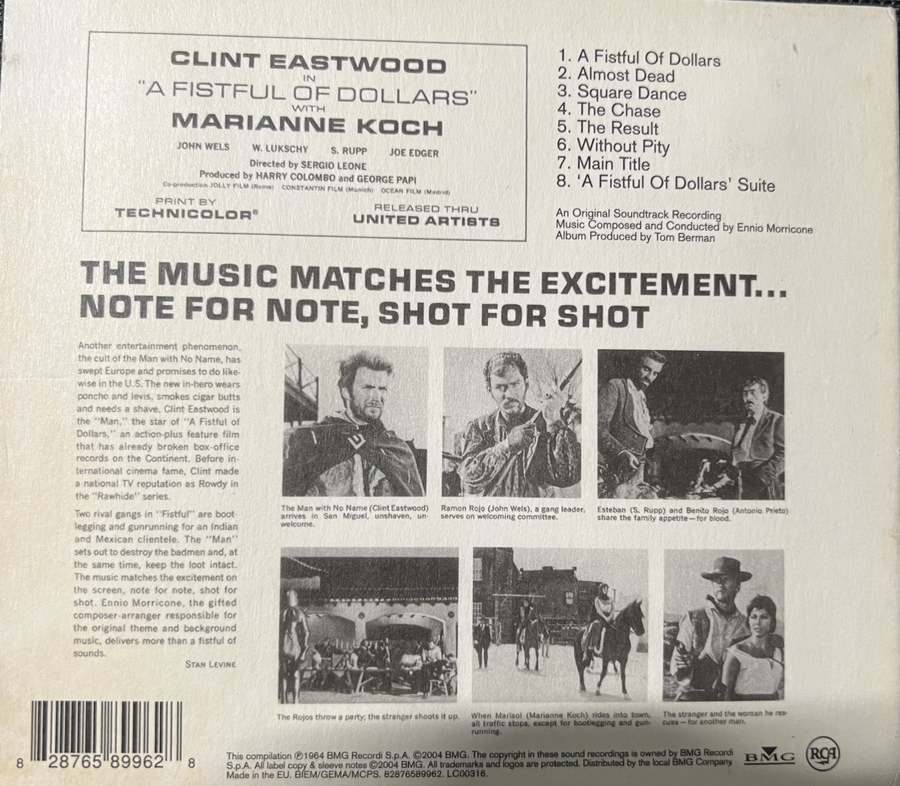 CLINT EASTWOOD
IN
"A FISTFUL OF DOLLARS"
WITH
MARIANNE KOCH
JOHN WELS W. LUKSCHY S. RUPP JOE EDGER
Directed by SERGIO LEONE
Produced by HARRY COLOMBO and GEORGE PAPI
Co-production JOLLY FILM (Roma) CONSTANTIN FILM (Munich) OCEAN FILM (Madrid)
PRINT BY
TECHNICOLOR®
RELEASED THRU
UNITED ARTISTS
1. A Fistful Of Dollars
2. Almost Dead
3. Square Dance
4. The Chase
5. The Result
6. Without Pity
7. Main Title
8. 'A Fistful Of Dollars' Suite
An Original Soundtrack Recording
Music Composed and Conducted by Ennio Morricone
Album Produced by Tom Berman
THE MUSIC MATCHES THE EXCITEMENT...
NOTE FOR NOTE, SHOT FOR SHOT
Another entertainment phenomenon,
the cult of the Man with No Name, has
swept Europe and promises to do like-
wise in the U.S. The new in-hero wears
poncho and levis, smokes cigar butts
and needs a shave. Clint Eastwood is
the "Man," the star of "A Fistful of
Dollars," an action-plus feature film
that has already broken box-office
records on the Continent. Before in-
ternational cinema fame, Clint made
a national TV reputation as Rowdy in
the "Rawhide" series.
Two rival gangs in "Fistful" are boot-
legging and gunrunning for an Indian
and Mexican clientele. The "Man"
sets out to destroy the badmen and, at
the same time, keep the loot intact.
The music matches the excitement on
the screen, note for note, shot for
shot. Ennio Morricone, the gifted
composer-arranger responsible for
the original theme and background
music, delivers more than a fistful of
sounds.
STAN LEVINE
The Man with No Name (Clint Eastwood)
arrives in San Miguel, unshaven, un-
welcome.
Ramon Rojo (John Wels), a gang leader,
serves on welcoming committee.
Esteban (S. Rupp) and Benito Rojo (Antonio Prieto)
share the family appetite—for blood.
The Rojos throw a party; the stranger shoots it up.
When Marisol (Marianne Koch) rides into town,
all traffic stops, except for bootlegging and gun-
running.
The stranger and the woman he res-
cues—for another man.
8 28765 89962 8
This compilation ℗1964 BMG Recordi S.p.A. ©2004 BMG. The copyright in these sound recordings is owned by BMG Recordi
S.p.A. All label copy & sleeve notes ©2004 BMG. All trademarks and logos are protected. Distributed by the local BMG Company.
Made in the EU. BIEM/GEMA/MCPS. 82876589962. LC00316.
BMG
RCA